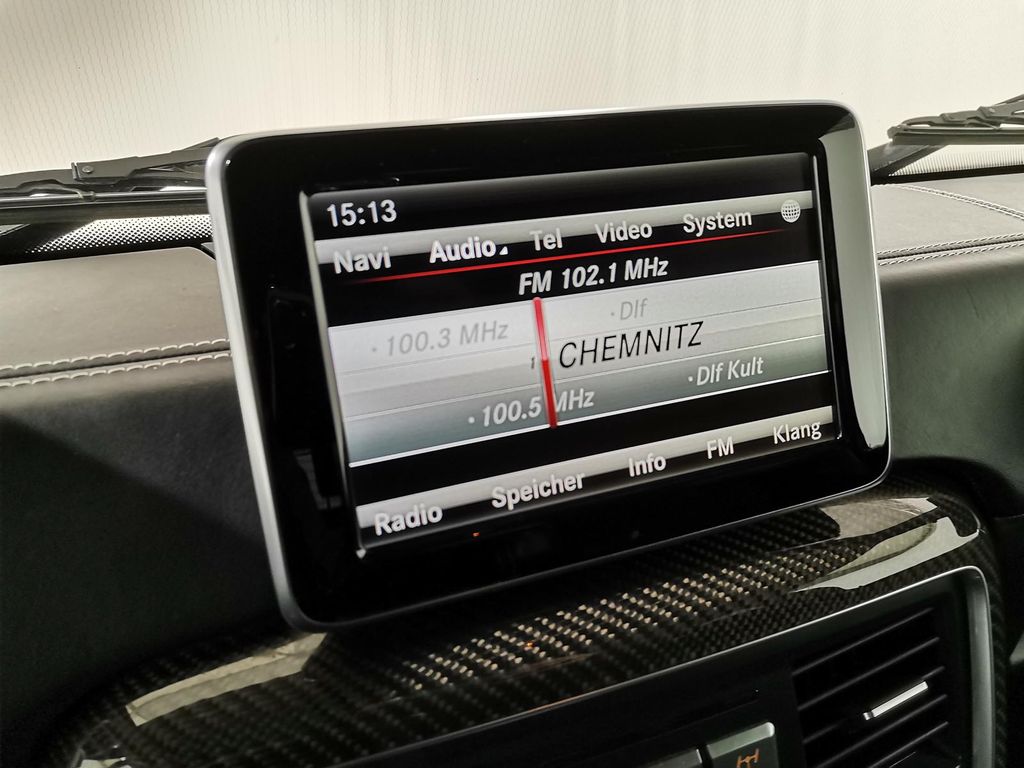 15:13
Navi Audio Tel Video System
FM 102.1 MHz
· 100.3 MHz · Dlf
1 CHEMNITZ
· 100.5 MHz · Dlf Kult
Radio Speicher Info FM Klang